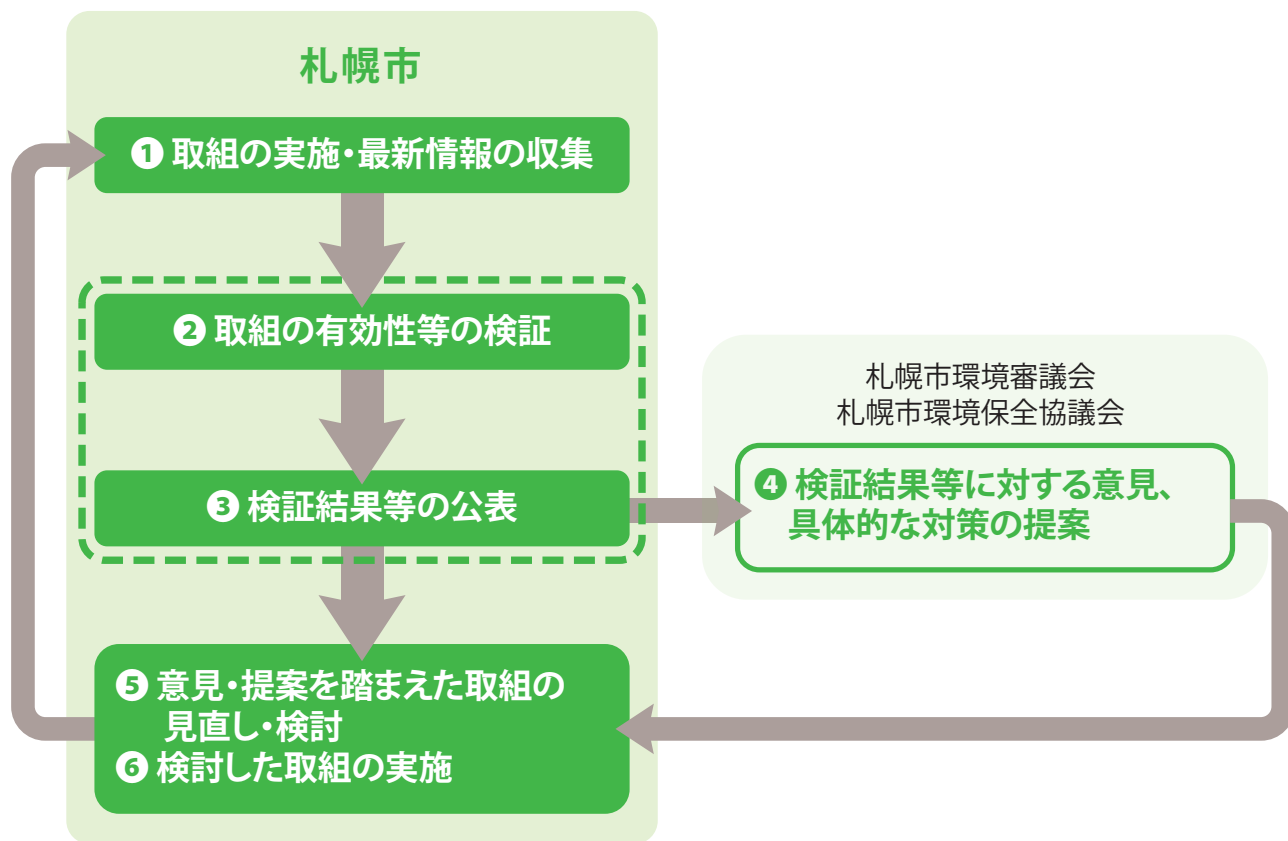 札幌市
❶ 取組の実施・最新情報の収集
❷ 取組の有効性等の検証
❸ 検証結果等の公表
札幌市環境審議会
札幌市環境保全協議会
❹ 検証結果等に対する意見、
具体的な対策の提案
❺ 意見・提案を踏まえた取組の
見直し・検討
❻ 検討した取組の実施